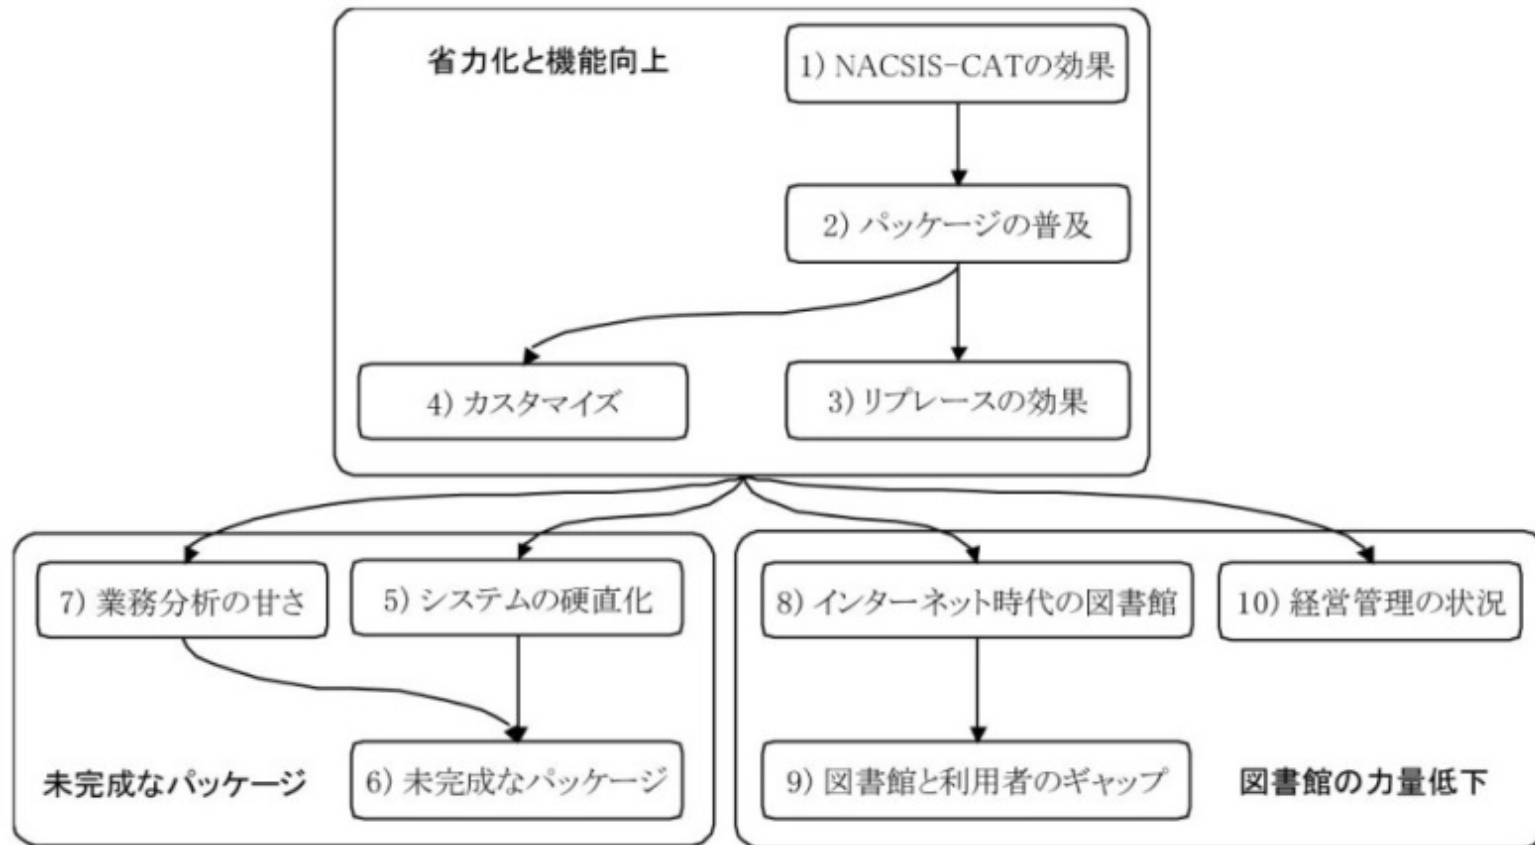 省力化と機能向上
1) NACSIS-CATの効果
2) パッケージの普及
4) カスタマイズ
3) リプレースの効果
7) 業務分析の甘さ
5) システムの硬直化
8) インターネット時代の図書館
10) 経営管理の状況
未完成なパッケージ
6) 未完成なパッケージ
9) 図書館と利用者のギャップ
図書館の力量低下